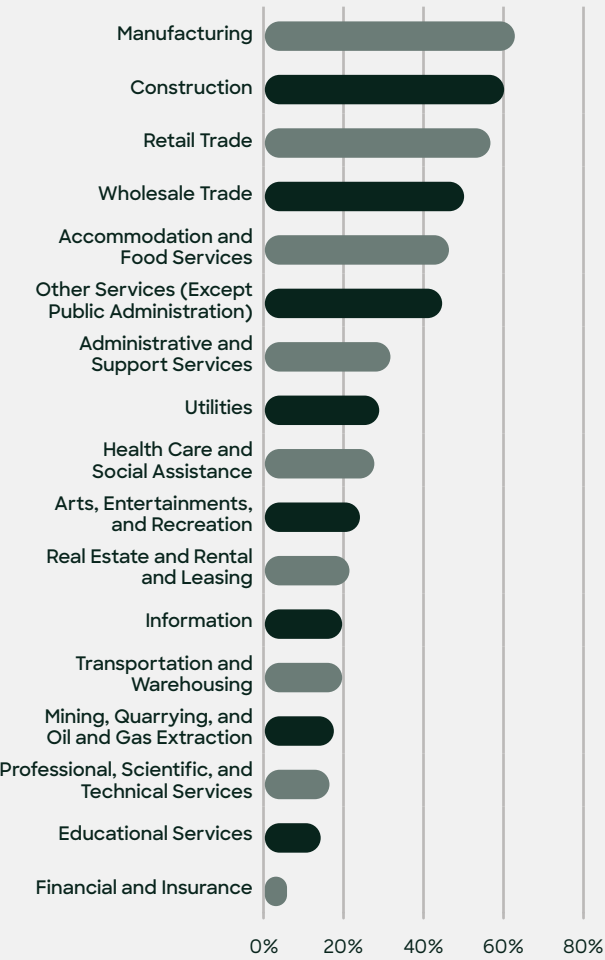 Manufacturing
Construction
Retail Trade
Wholesale Trade
Accommodation and
Food Services
Other Services (Except
Public Administration)
Administrative and
Support Services
Utilities
Health Care and
Social Assistance
Arts, Entertainments,
and Recreation
Real Estate and Rental
and Leasing
Information
Transportation and
Warehousing
Mining, Quarrying, and
Oil and Gas Extraction
Professional, Scientific, and
Technical Services
Educational Services
Financial and Insurance
0% 20% 40% 60% 80%